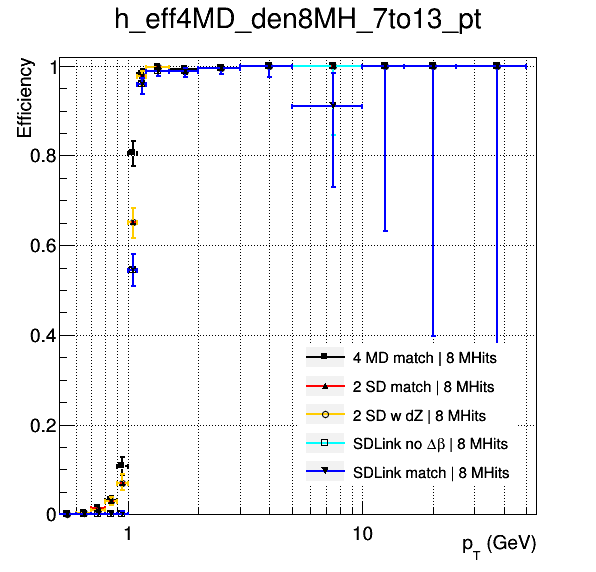 h_eff4MD_den8MH_7to13_pt
Efficiency
1
0.8
0.6
0.4
0.2
0
4 MD match | 8 MHits
2 SD match | 8 MHits
2 SD w dZ | 8 MHits
SDLink no Δβ | 8 MHits
SDLink match | 8 MHits
1 10
p_T (GeV)